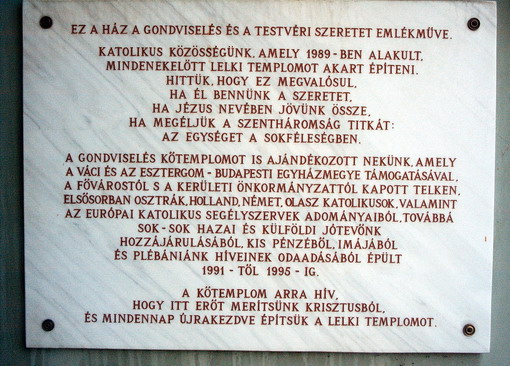 EZ A HÁZ A GONDVISELÉS ÉS A TESTVÉRI SZERETET EMLÉKMŰVE.
KATOLIKUS KÖZÖSSÉGÜNK, AMELY 1989-BEN ALAKULT,
MINDENEKELŐTT LELKI TEMPLOMOT AKART ÉPÍTENI.
HITTÜK, HOGY EZ MEGVALÓSUL,
HA ÉL BENNÜNK A SZERETET,
HA JÉZUS NEVÉBEN JÖVÜNK ÖSSZE,
HA MEGÉLJÜK A SZENTHÁROMSÁG TITKÁT:
AZ EGYSÉGET A SOKFÉLESÉGBEN.
A GONDVISELÉS KŐTEMPLOMOT IS AJÁNDÉKOZOTT NEKÜNK, AMELY
A VÁCI ÉS AZ ESZTERGOM-BUDAPESTI EGYHÁZMEGYE TÁMOGATÁSÁVAL,
A FŐVÁROSTÓL S A KERÜLETI ÖNKORMÁNYZATTÓL KAPOTT TELKEN,
ELSŐSORBAN OSZTRÁK, HOLLAND, NÉMET, OLASZ KATOLIKUSOK, VALAMINT
AZ EURÓPAI KATOLIKUS SEGÉLYSZERVEK ADOMÁNYAIBÓL, TOVÁBBÁ
SOK-SOK HAZAI ÉS KÜLFÖLDI JÓTEVŐNK
HOZZÁJÁRULÁSÁBÓL, KIS PÉNZÉBŐL, IMÁJÁBÓL
ÉS PLÉBÁNIÁNK HÍVEINEK ODAADÁSÁBÓL ÉPÜLT
1991-TŐL 1995-IG.
A KŐTEMPLOM ARRA HÍV,
HOGY ITT ERŐT MERÍTSÜNK KRISZTUSBÓL,
ÉS MINDENNAP ÚJRAKEZDVE ÉPÍTSÜK A LELKI TEMPLOMOT.